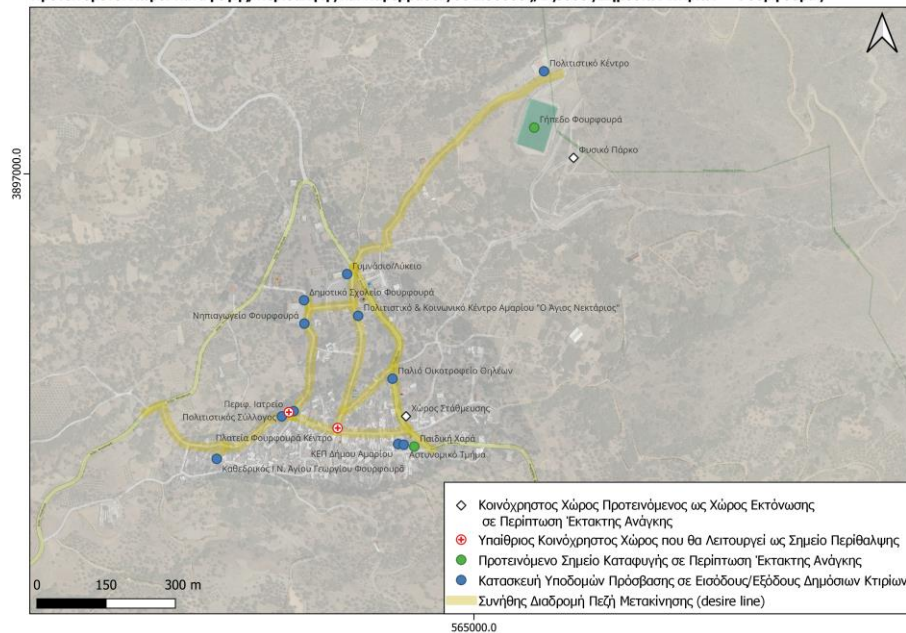 Πολιτιστικό Κέντρο
Γήπεδο Φουρφουρά
Φυσικό Πάρκο
3897000.0
Γυμνάσιο/Λύκειο
Δημοτικό Σχολείο Φουρφουρά
Πολιτιστικό & Κοινωνικό Κέντρο Αμαρίου "Ο Άγιος Νεκτάριος"
Νηπιαγωγείο Φουρφουρά
Παλιό Οικοτροφείο Θηλέων
Περιφ. Ιατρείο
Χώρος Στάθμευσης
Πολιτιστικός Σύλλογος
Πλατεία Φουρφουρά Κέντρο
Παιδική Χαρά
ΚΕΠ Δήμου Αμαρίου
Αστυνομικό Τμήμα
Καθεδρικός Ι.Ν. Αγίου Γεωργίου Φουρφουρά
Κοινόχρηστος Χώρος Προτεινόμενος ως Χώρος Εκτόνωσης
σε Περίπτωση Έκτακτης Ανάγκης
Υπαίθριος Κοινόχρηστος Χώρος που θα Λειτουργεί ως Σημείο Περίθαλψης
Προτεινόμενο Σημείο Καταφυγής σε Περίπτωση Έκτακτης Ανάγκης
Κατασκευή Υποδομών Πρόσβασης σε Εισόδους/Εξόδους Δημόσιων Κτιρίων
Συνήθης Διαδρομή Πεζή Μετακίνησης (desire line)
0 150 300 m
565000.0